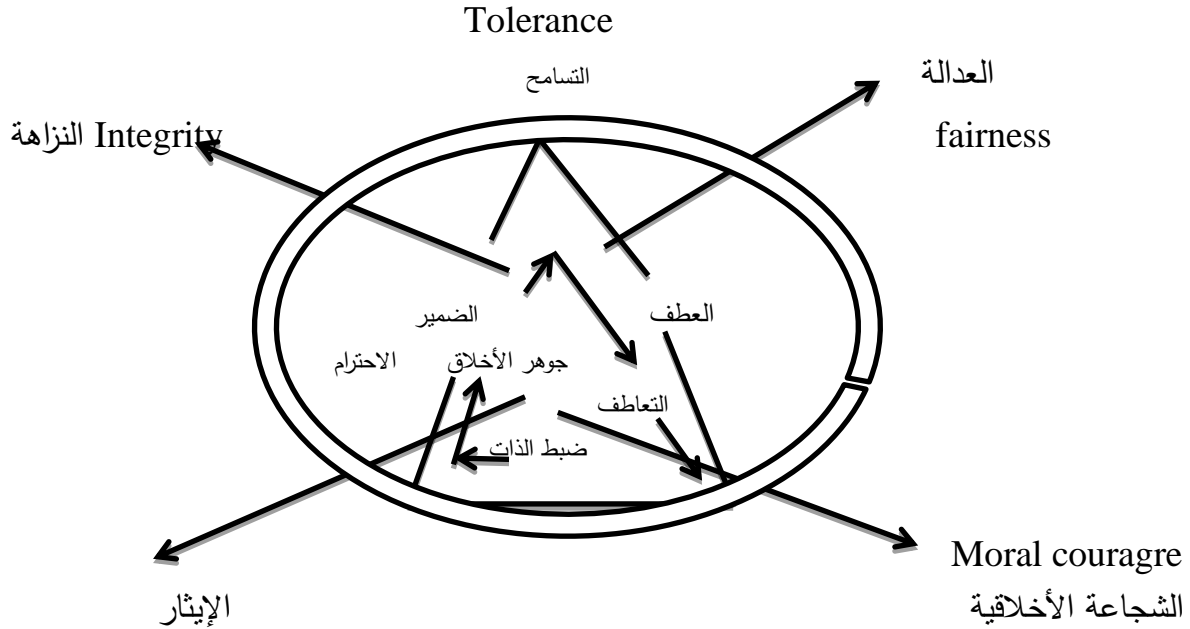 Tolerance
التسامح
العدالة
fairness
النزاهة Integrity
الضمير
العطف
الاحترام
جوهر الأخلاق
التعاطف
ضبط الذات
Moral couragre
الشجاعة الأخلاقية
الإيثار